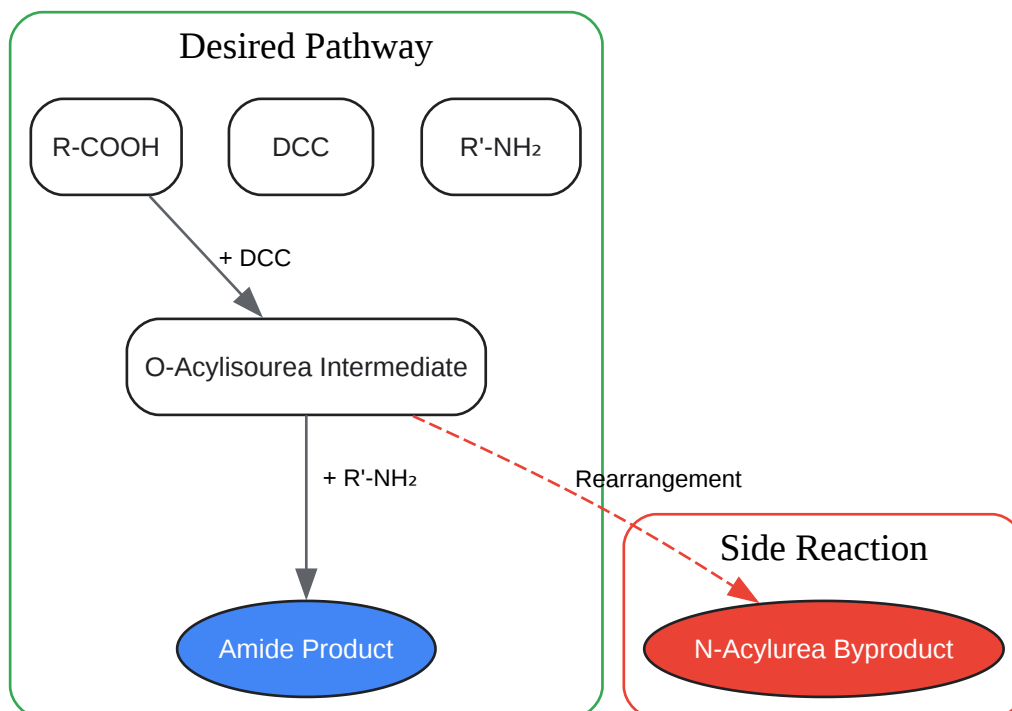 Desired Pathway
R-COOH
DCC
R'-NH₂
+ DCC
O-Acylisourea Intermediate
+ R'-NH₂
Rearrangement
Side Reaction
Amide Product
N-Acylurea Byproduct